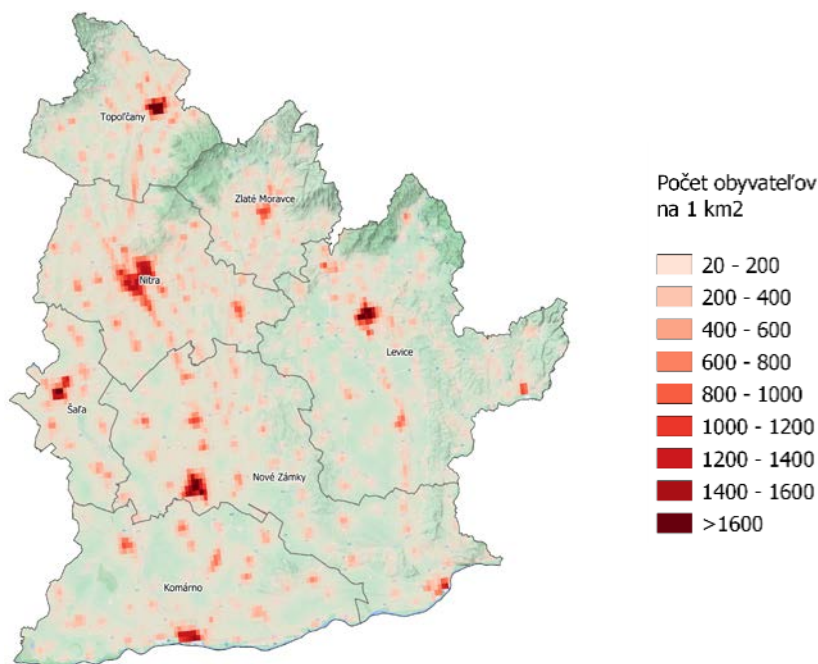 Topoľčany
Zlaté Moravce
Nitra
Levice
Šaľa
Nové Zámky
Komárno
Počet obyvateľov
na 1 km2
20 - 200
200 - 400
400 - 600
600 - 800
800 - 1000
1000 - 1200
1200 - 1400
1400 - 1600
>1600